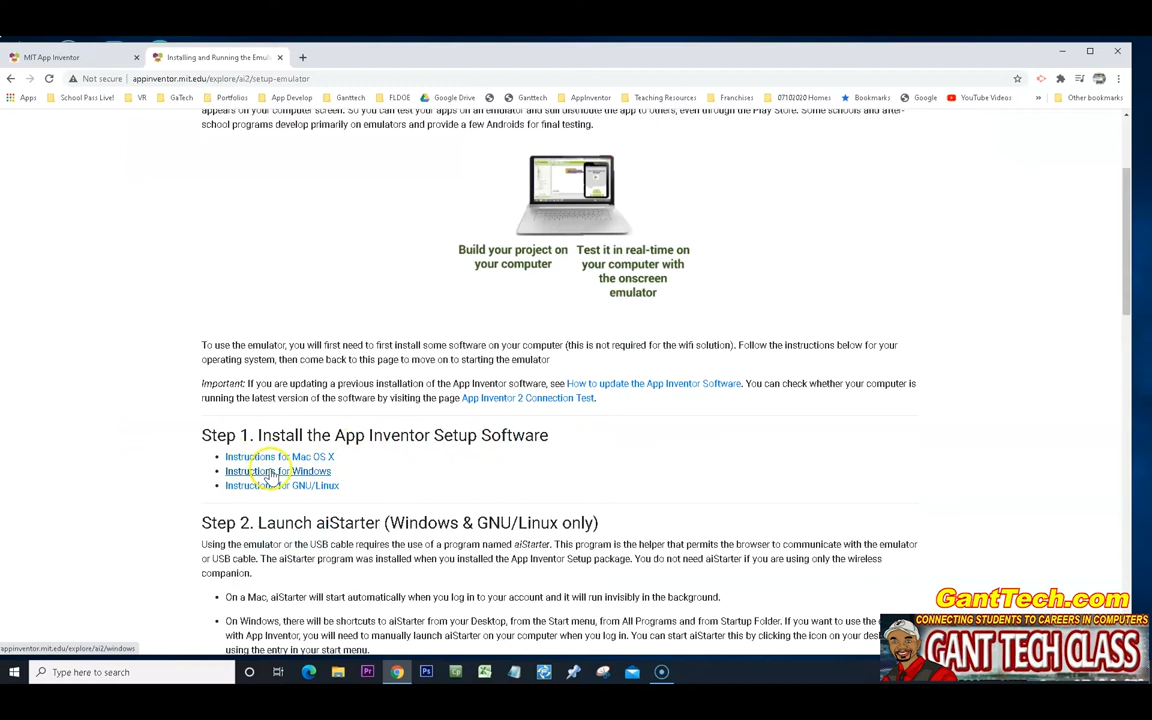 MIT App Inventor
Installing and Running the Emul
Not secure appinventor.mit.edu/explore/ai2/setup-emulator
Apps School Pass Live! VR GaTech Portfolios App Develop Ganttech FLDOE Google Drive Ganttech AppInventor Teaching Resources Franchises 07102020 Homes Bookmarks Google YouTube Videos » Other bookmarks
appears on your computer screen. So you can test your apps on an emulator and still distribute the app to others, even through the Play Store. Some schools and after-
school programs develop primarily on emulators and provide a few Androids for final testing.
Build your project on
your computer
Test it in real-time on
your computer with
the onscreen
emulator
To use the emulator, you will first need to first install some software on your computer (this is not required for the wifi solution). Follow the instructions below for your
operating system, then come back to this page to move on to starting the emulator
Important: If you are updating a previous installation of the App Inventor software, see How to update the App Inventor Software. You can check whether your computer is
running the latest version of the software by visiting the page App Inventor 2 Connection Test.
Step 1. Install the App Inventor Setup Software
• Instructions for Mac OS X
• Instructions for Windows
• Instructions for GNU/Linux
Step 2. Launch aiStarter (Windows & GNU/Linux only)
Using the emulator or the USB cable requires the use of a program named aiStarter. This program is the helper that permits the browser to communicate with the emulator
or USB cable. The aiStarter program was installed when you installed the App Inventor Setup package. You do not need aiStarter if you are using only the wireless
companion.
• On a Mac, aiStarter will start automatically when you log in to your account and it will run invisibly in the background.
• On Windows, there will be shortcuts to aiStarter from your Desktop, from the Start menu, from All Programs and from Startup Folder. If you want to use the
with App Inventor, you will need to manually launch aiStarter on your computer when you log in. You can start aiStarter this by clicking the icon on your
using the entry in your start menu.
appinventor.mit.edu/explore/ai2/windows
GantTech.com
CONNECTING STUDENTS TO CAREERS IN COMPUTERS
GANT TECH CLASS
Type here to search